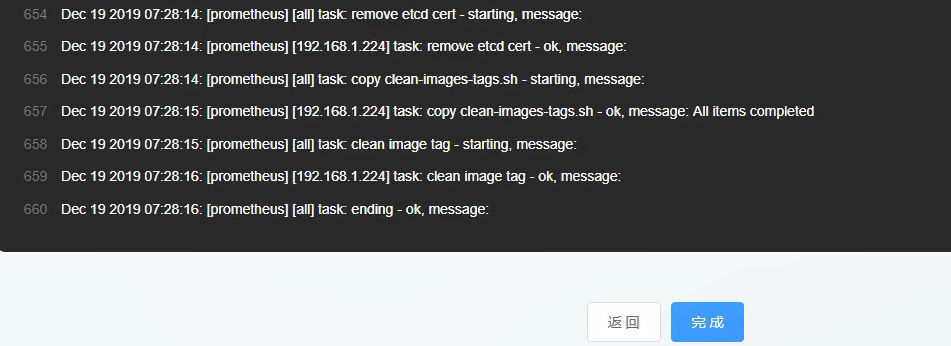 654 Dec 19 2019 07:28:14: [prometheus] [all] task: remove etcd cert - starting, message:
655 Dec 19 2019 07:28:14: [prometheus] [192.168.1.224] task: remove etcd cert - ok, message:
656 Dec 19 2019 07:28:14: [prometheus] [all] task: copy clean-images-tags.sh - starting, message:
657 Dec 19 2019 07:28:15: [prometheus] [192.168.1.224] task: copy clean-images-tags.sh - ok, message: All items completed
658 Dec 19 2019 07:28:15: [prometheus] [all] task: clean image tag - starting, message:
659 Dec 19 2019 07:28:16: [prometheus] [192.168.1.224] task: clean image tag - ok, message:
660 Dec 19 2019 07:28:16: [prometheus] [all] task: ending - ok, message:
返回 完成